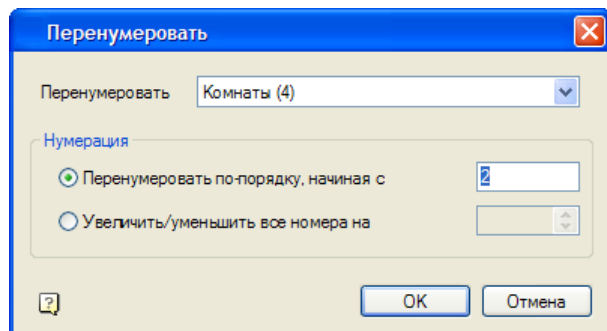 Перенумеровать
Перенумеровать Комнаты (4)
Нумерация
Перенумеровать по-порядку, начиная с 2
Увеличить/уменьшить все номера на
? OK Отмена